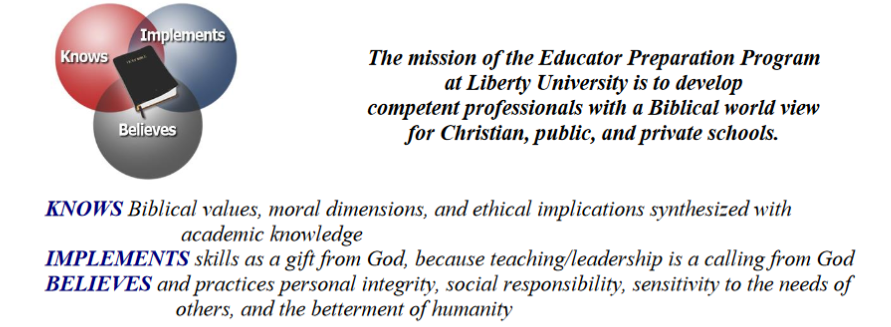 Implements
Knows
Believes
The mission of the Educator Preparation Program
at Liberty University is to develop
competent professionals with a Biblical world view
for Christian, public, and private schools.
KNOWS Biblical values, moral dimensions, and ethical implications synthesized with
academic knowledge
IMPLEMENTS skills as a gift from God, because teaching/leadership is a calling from God
BELIEVES and practices personal integrity, social responsibility, sensitivity to the needs of
others, and the betterment of humanity